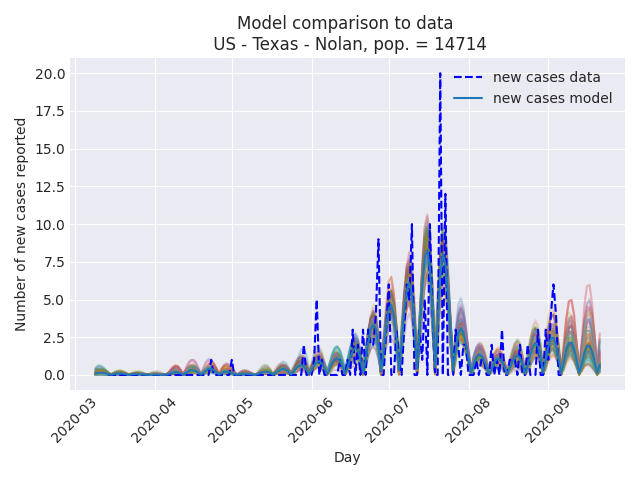 Model comparison to data
US - Texas - Nolan, pop. = 14714
new cases data
new cases model
Number of new cases reported
20.0
17.5
15.0
12.5
10.0
7.5
5.0
2.5
0.0
2020-03
2020-04
2020-05
2020-06
2020-07
2020-08
2020-09
Day